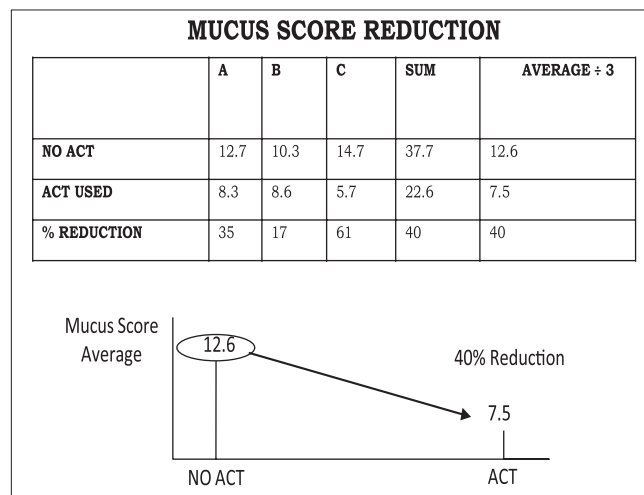 MUCUS SCORE REDUCTION
A B C SUM AVERAGE ÷ 3
NO ACT 12.7 10.3 14.7 37.7 12.6
ACT USED 8.3 8.6 5.7 22.6 7.5
% REDUCTION 35 17 61 40 40
Mucus Score
Average
12.6
40% Reduction
7.5
NO ACT ACT